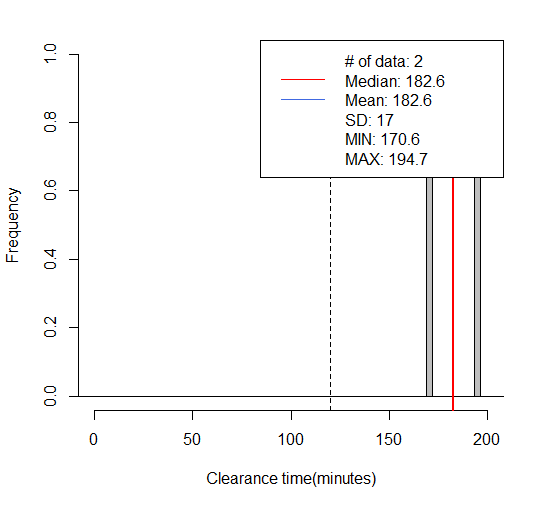 # of data: 2
Median: 182.6
Mean: 182.6
SD: 17
MIN: 170.6
MAX: 194.7
Frequency
1.0
0.8
0.6
0.4
0.2
0.0
0 50 100 150 200
Clearance time(minutes)